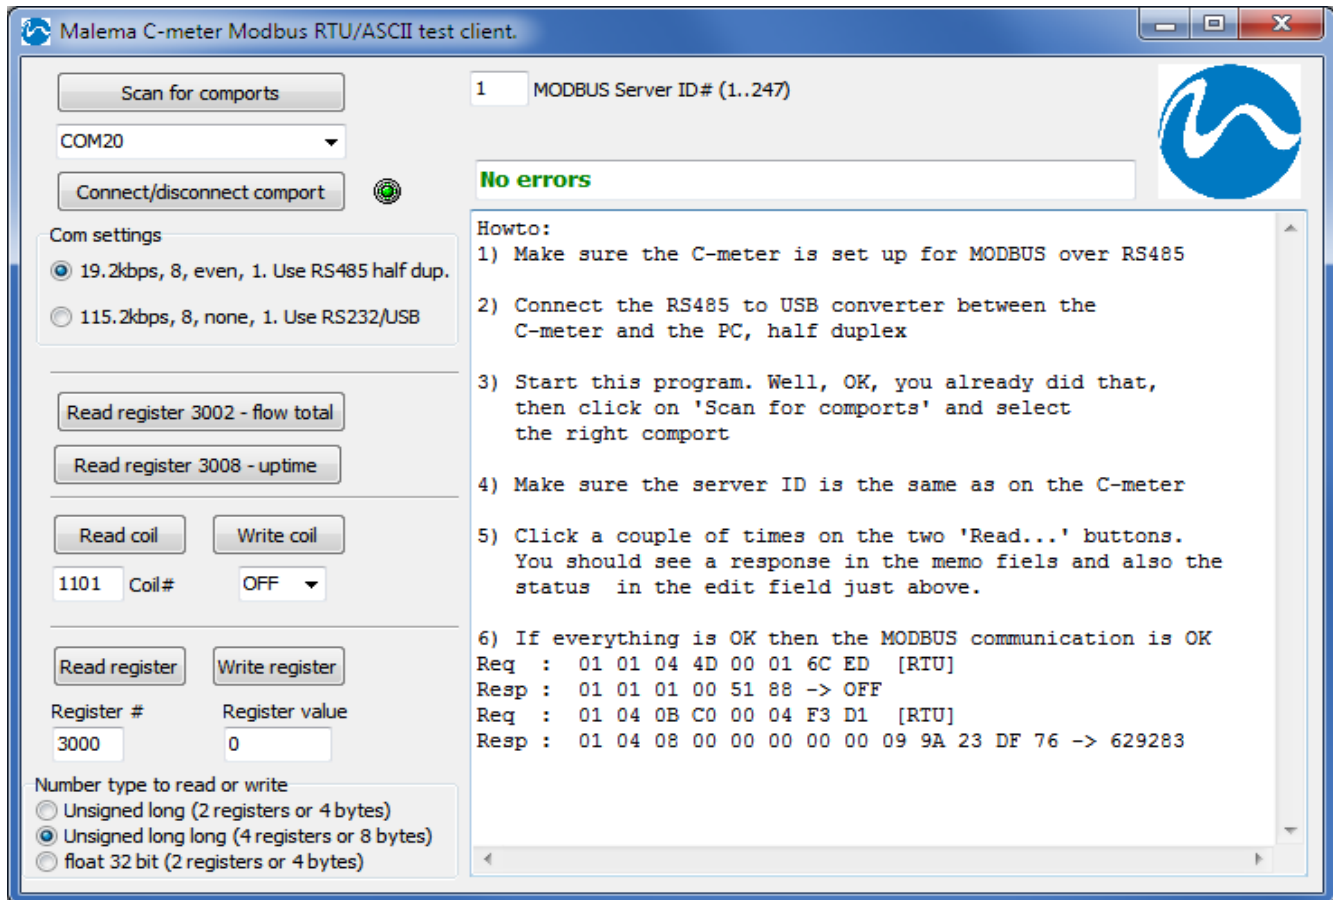 Malema C-meter Modbus RTU/ASCII test client.
Scan for comports
COM20
Connect/disconnect comport
Com settings
19.2kbps, 8, even, 1. Use RS485 half dup.
115.2kbps, 8, none, 1. Use RS232/USB
Read register 3002 - flow total
Read register 3008 - uptime
Read coil Write coil
1101 Coil# OFF
Read register Write register
Register # Register value
3000 0
Number type to read or write
Unsigned long (2 registers or 4 bytes)
Unsigned long long (4 registers or 8 bytes)
float 32 bit (2 registers or 4 bytes)
1 MODBUS Server ID# (1..247)
No errors
Howto:
1) Make sure the C-meter is set up for MODBUS over RS485
2) Connect the RS485 to USB converter between the
C-meter and the PC, half duplex
3) Start this program. Well, OK, you already did that,
then click on 'Scan for comports' and select
the right comport
4) Make sure the server ID is the same as on the C-meter
5) Click a couple of times on the two 'Read...' buttons.
You should see a response in the memo fiels and also the
status  in the edit field just above.
6) If everything is OK then the MODBUS communication is OK
Req  :  01 01 04 4D 00 01 6C ED  [RTU]
Resp :  01 01 01 00 51 88 -> OFF
Req  :  01 04 0B C0 00 04 F3 D1  [RTU]
Resp :  01 04 08 00 00 00 00 00 09 9A 23 DF 76 -> 629283